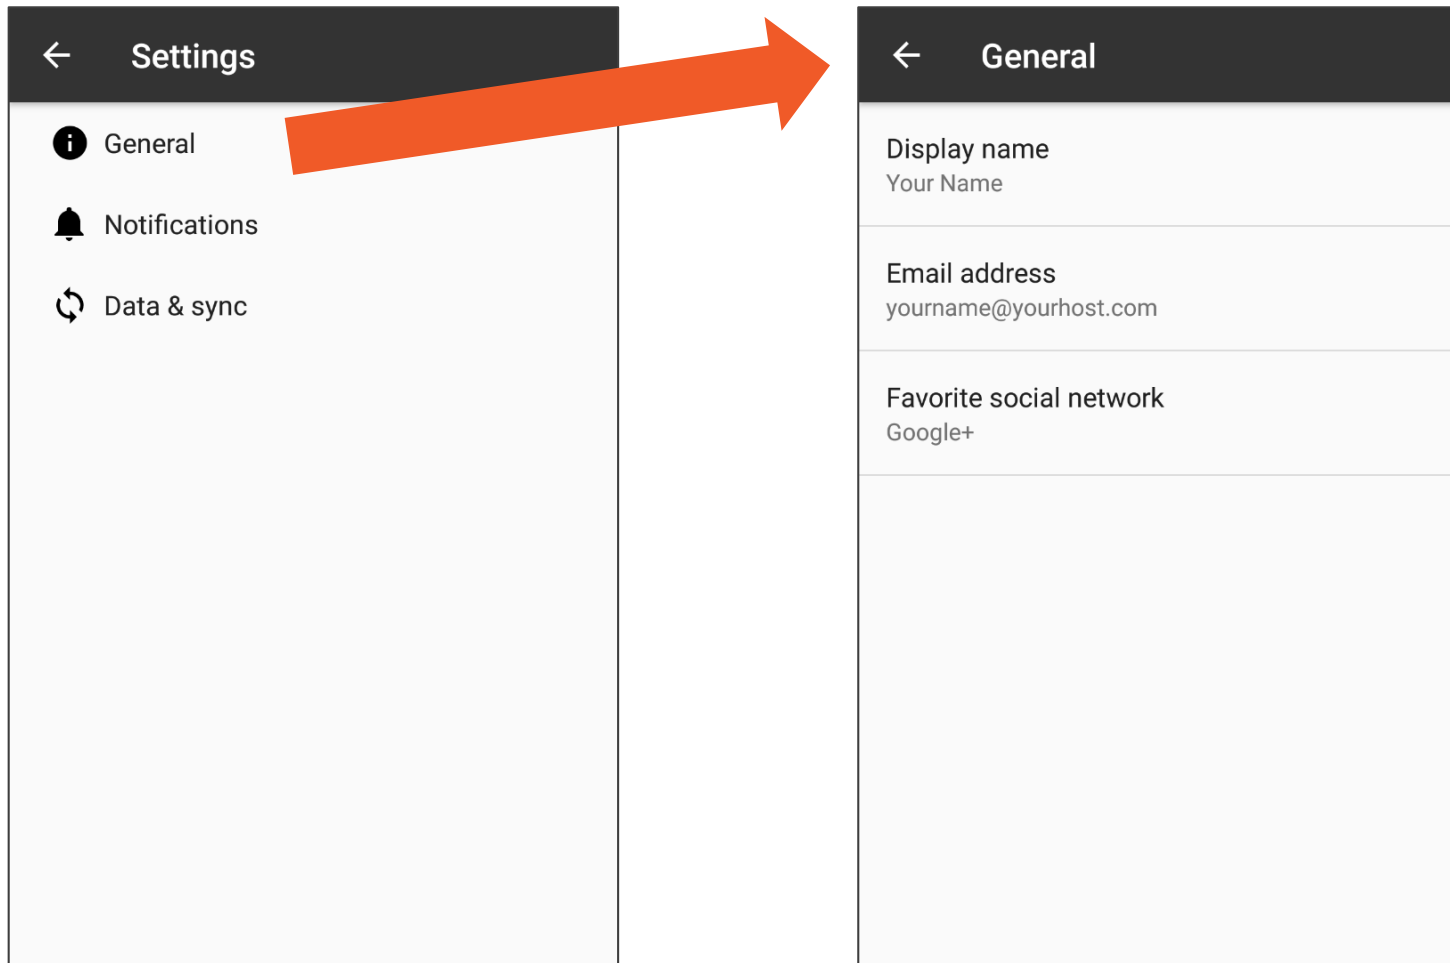 Settings
General
Notifications
Data & sync
General
Display name
Your Name
Email address
yourname@yourhost.com
Favorite social network
Google+